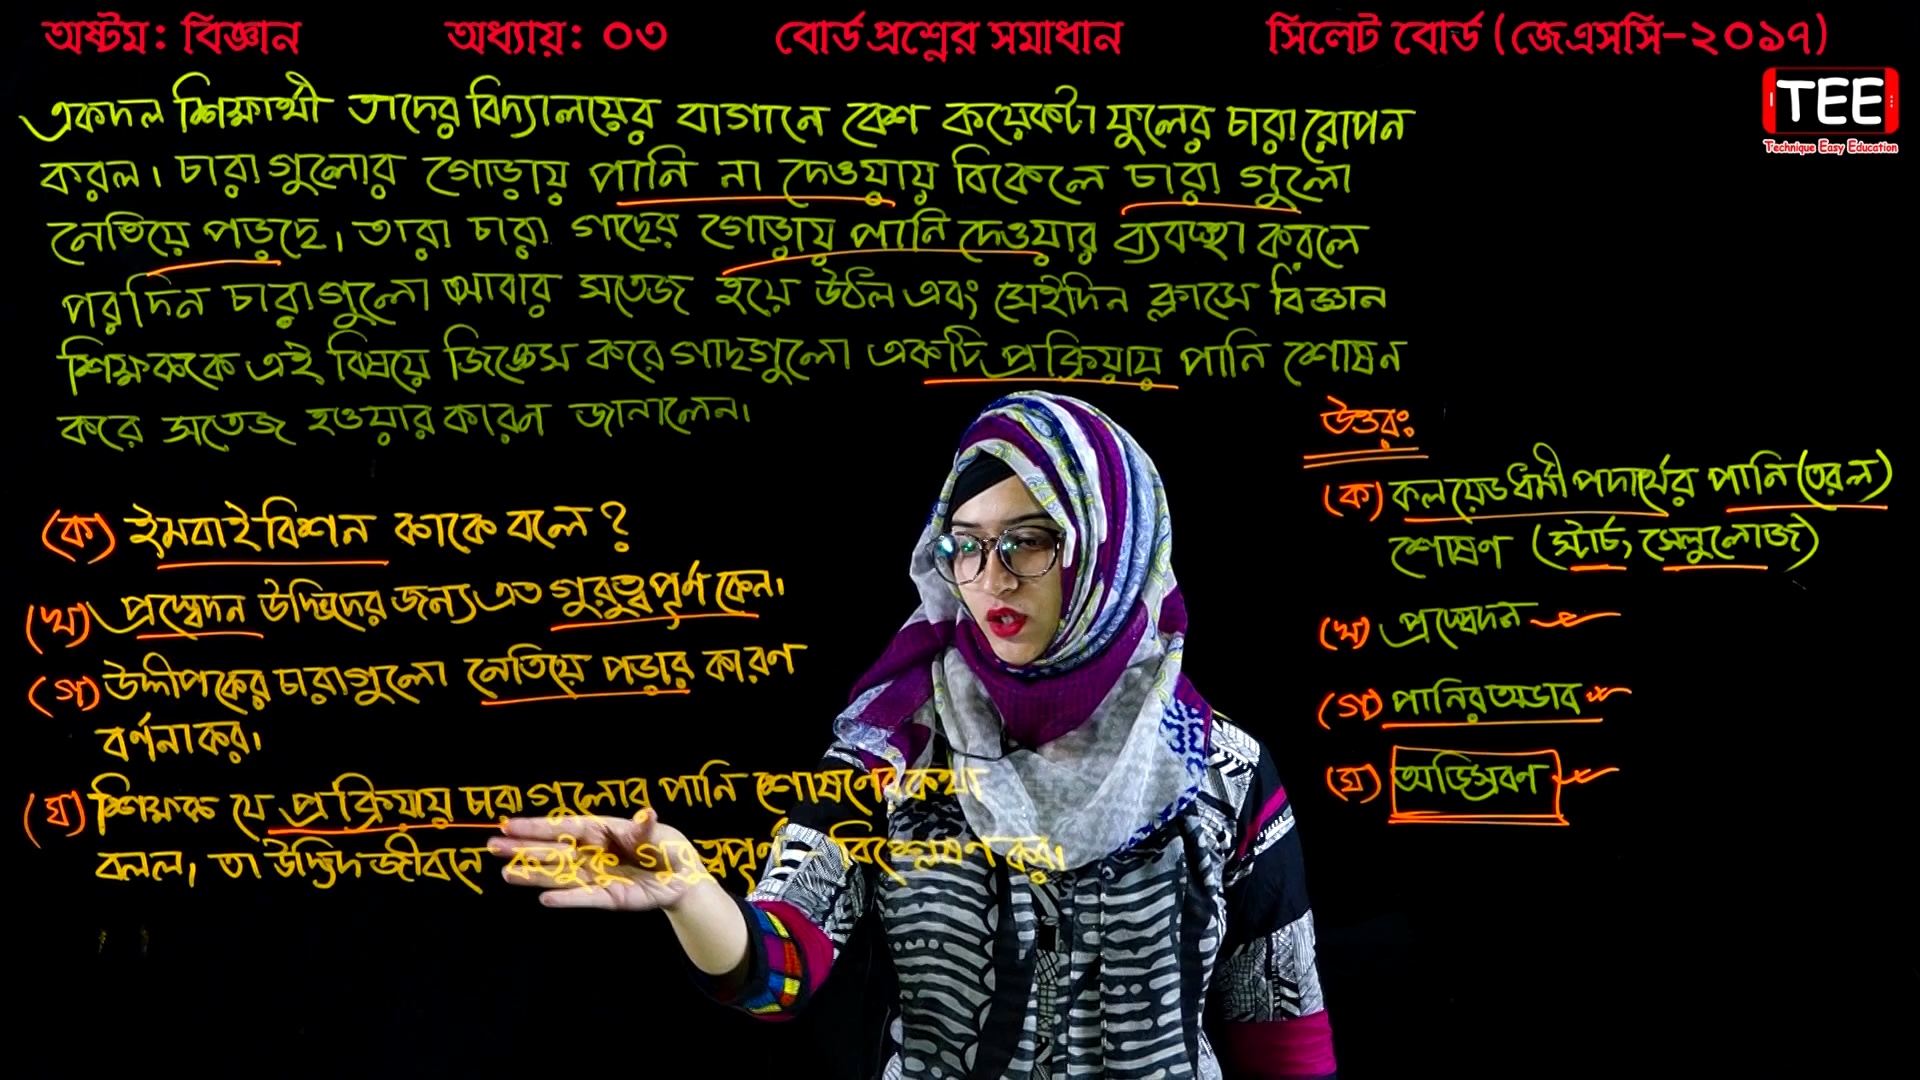 অষ্টম: বিজ্ঞান অধ্যায়: ০৩ বোর্ড প্রশ্নের সমাধান সিলেট বোর্ড (জেএসসি-২০১৭)
TEE
Technique Easy Education
একদল শিক্ষার্থী তাদের বিদ্যালয়ের বাগানে বেশ কয়েকটা ফুলের চারা রোপন
করল। চারাগুলোর গোড়ায় পানি না দেওয়ায় বিকেলে চারা গুলো
নেতিয়ে পড়ছে। তারা চারা গাছের গোড়ায় পানি দেওয়ার ব্যবস্থা করলে
পরদিন চারাগুলো আবার সতেজ হয়ে উঠল এবং সেইদিন ক্লাসে বিজ্ঞান
শিক্ষককে এই বিষয়ে জিজ্ঞেস করে গাছগুলো একটি প্রক্রিয়ায় পানি শোষন
করে সতেজ হওয়ার কারণ জানালেন।
(ক) ইমবাইবিশন কাকে বলে ?
(খ) প্রস্বেদন উদ্ভিদের জন্য এত গুরুত্বপূর্ণ কেন।
(গ) উদ্দীপকের চারাগুলো নেতিয়ে পড়ার কারণ
বর্ণনা কর।
(ঘ) শিক্ষক যে প্রক্রিয়ায় চারা গুলোর পানি শোষনের কথা
বলল, তা উদ্ভিদ জীবনে কতটুকু গুরুত্বপূর্ণ - বিশ্লেষণ কর।
উত্তর:
(ক) কলয়েডধর্মী পদার্থের পানি (তরল)
শোষণ (স্টার্চ, সেলুলোজ)
(খ) প্রস্বেদন
(গ) পানির অভাব
(ঘ) অভিস্রবণ